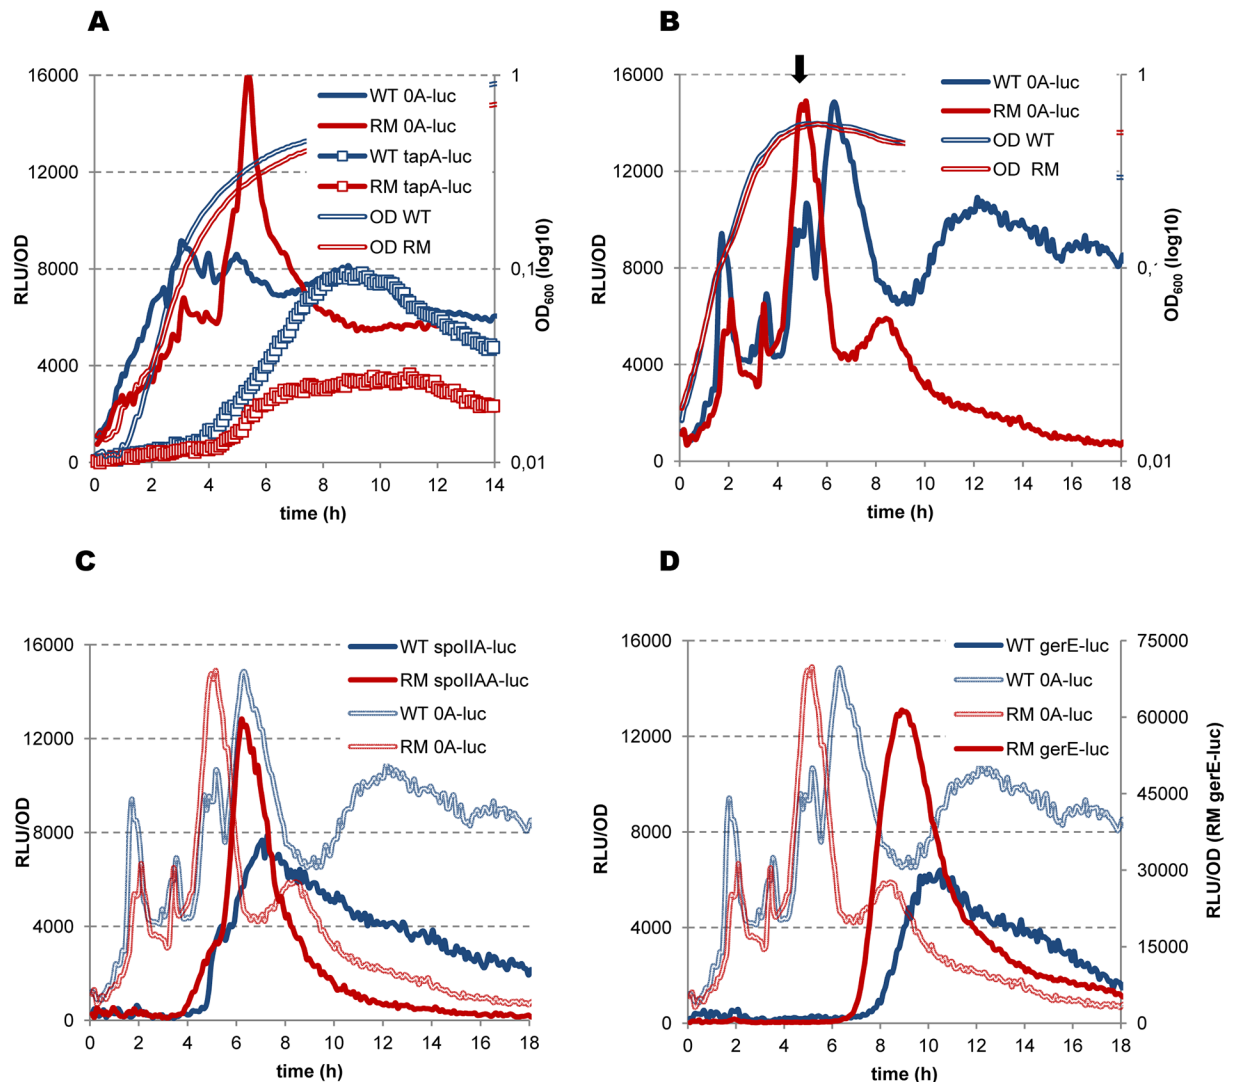 A
16000
12000
8000
4000
0
RLU/OD
0 2 4 6 8 10 12 14
time (h)
1
0,1
0,01
OD600 (log10)
WT 0A-luc
RM 0A-luc
WT tapA-luc
RM tapA-luc
OD WT
OD RM
B
16000
12000
8000
4000
0
RLU/OD
0 2 4 6 8 10 12 14 16 18
time (h)
1
0,
0,01
OD600 (log10)
WT 0A-luc
RM 0A-luc
OD WT
OD RM
C
16000
12000
8000
4000
0
RLU/OD
0 2 4 6 8 10 12 14 16 18
time (h)
WT spoIIA-luc
RM spoIIAA-luc
WT 0A-luc
RM 0A-luc
D
16000
12000
8000
4000
0
RLU/OD
0 2 4 6 8 10 12 14 16 18
time (h)
75000
60000
45000
30000
15000
0
RLU/OD (RM gerE-luc)
WT gerE-luc
WT 0A-luc
RM 0A-luc
RM gerE-luc